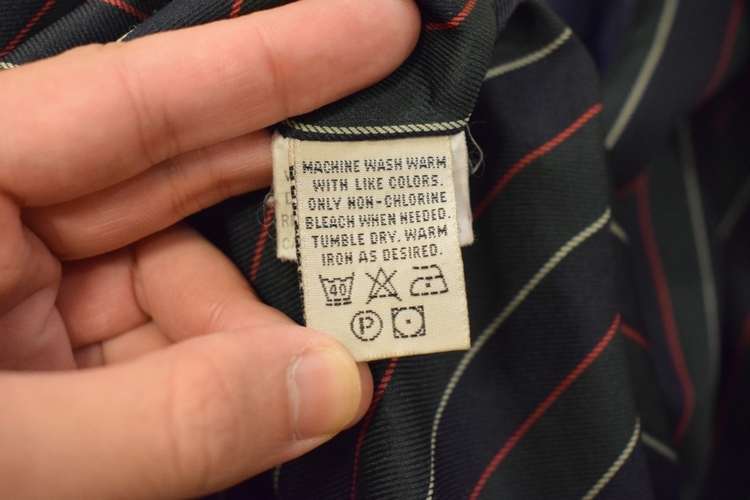 MACHINE WASH WARM
WITH LIKE COLORS.
ONLY NON-CHLORINE
BLEACH WHEN NEEDED.
TUMBLE DRY. WARM
IRON AS DESIRED.
40
P